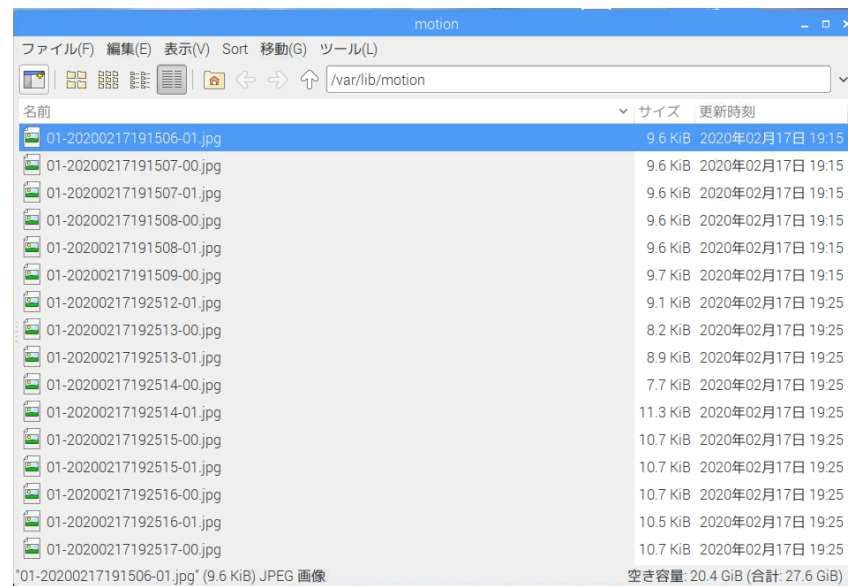 motion
ファイル(F) 編集(E) 表示(V) Sort 移動(G) ツール(L)
/var/lib/motion
名前 サイズ 更新時刻
01-20200217191506-01.jpg 9.6 KiB 2020年02月17日 19:15
01-20200217191507-00.jpg 9.6 KiB 2020年02月17日 19:15
01-20200217191507-01.jpg 9.6 KiB 2020年02月17日 19:15
01-20200217191508-00.jpg 9.6 KiB 2020年02月17日 19:15
01-20200217191508-01.jpg 9.6 KiB 2020年02月17日 19:15
01-20200217191509-00.jpg 9.7 KiB 2020年02月17日 19:15
01-20200217192512-01.jpg 9.1 KiB 2020年02月17日 19:25
01-20200217192513-00.jpg 8.2 KiB 2020年02月17日 19:25
01-20200217192513-01.jpg 8.9 KiB 2020年02月17日 19:25
01-20200217192514-00.jpg 7.7 KiB 2020年02月17日 19:25
01-20200217192514-01.jpg 11.3 KiB 2020年02月17日 19:25
01-20200217192515-00.jpg 10.7 KiB 2020年02月17日 19:25
01-20200217192515-01.jpg 10.7 KiB 2020年02月17日 19:25
01-20200217192516-00.jpg 10.7 KiB 2020年02月17日 19:25
01-20200217192516-01.jpg 10.5 KiB 2020年02月17日 19:25
01-20200217192517-00.jpg 10.7 KiB 2020年02月17日 19:25
"01-20200217191506-01.jpg" (9.6 KiB) JPEG 画像 空き容量: 20.4 GiB (合計: 27.6 GiB)